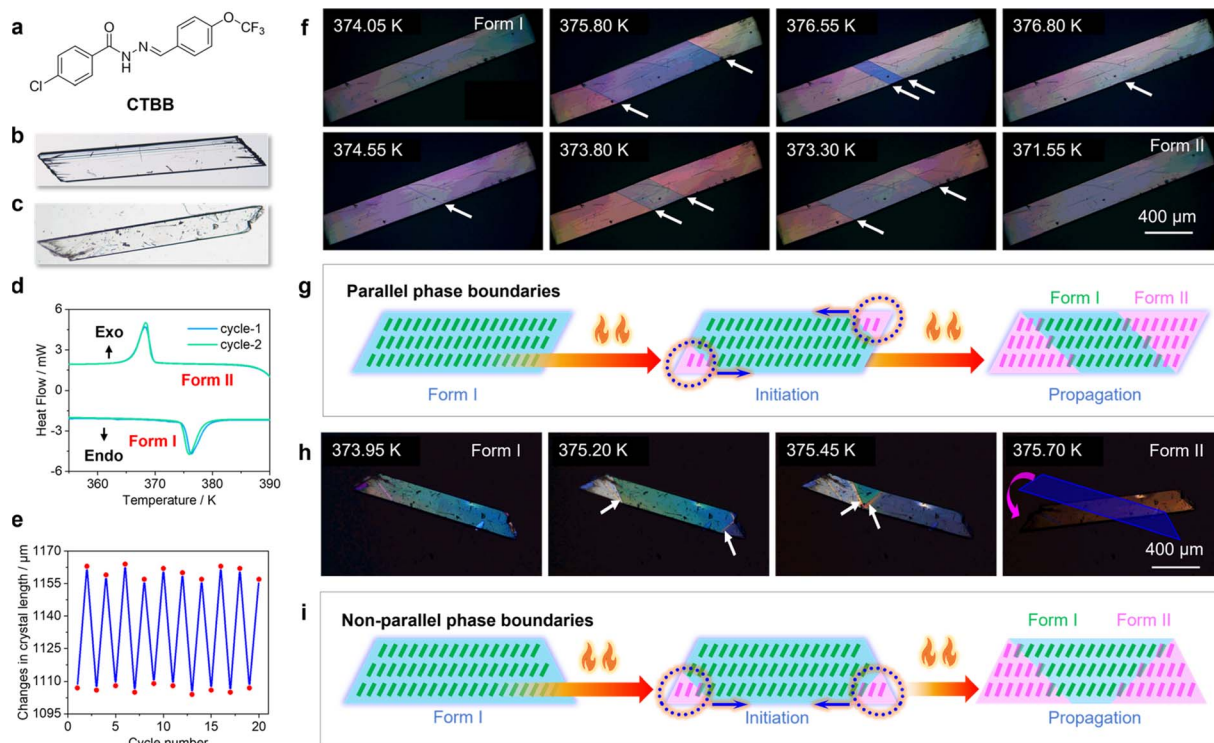 a
O
CF3
O
N
N
H
Cl
CTBB
b
c
d
6
3
0
-3
-6
Heat Flow / mW
Exo
cycle-1
cycle-2
Form II
Form I
Endo
360
370
380
390
Temperature / K
e
1170
1155
1140
1125
1110
1095
Changes in crystal length / μm
0
5
10
15
20
Cycle number
f
374.05 K
Form I
375.80 K
376.55 K
376.80 K
374.55 K
373.80 K
373.30 K
371.55 K
Form II
400 μm
g
Parallel phase boundaries
Form I
Form II
Form I
Initiation
Propagation
h
373.95 K
Form I
375.20 K
375.45 K
375.70 K
Form II
400 μm
i
Non-parallel phase boundaries
Form I
Form II
Form I
Initiation
Propagation